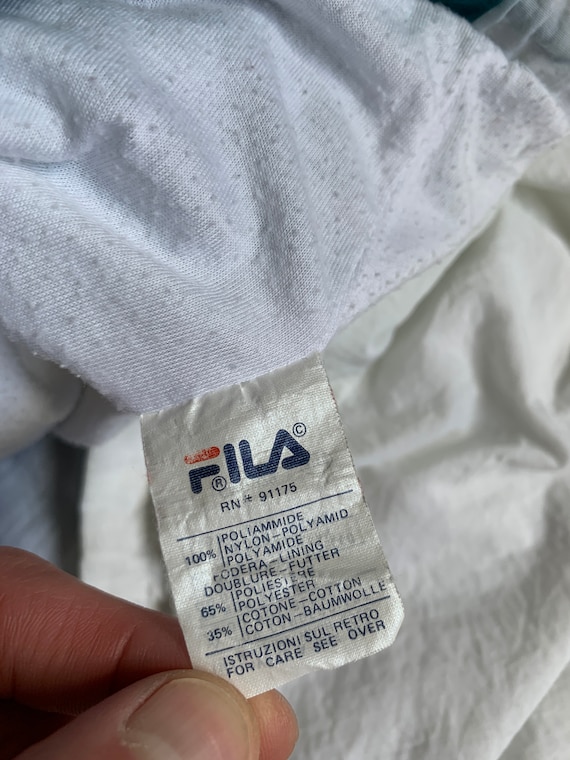 FILA©
®
RN# 91175
100% POLIAMMIDE
NYLON-POLYAMID
POLYAMIDE
FODERA-LINING
DOUBLURE-FUTTER
65% POLIESTERE
POLYESTER
35% COTONE-COTTON
COTON-BAUMWOLLE
ISTRUZIONI SUL RETRO
FOR CARE SEE OVER